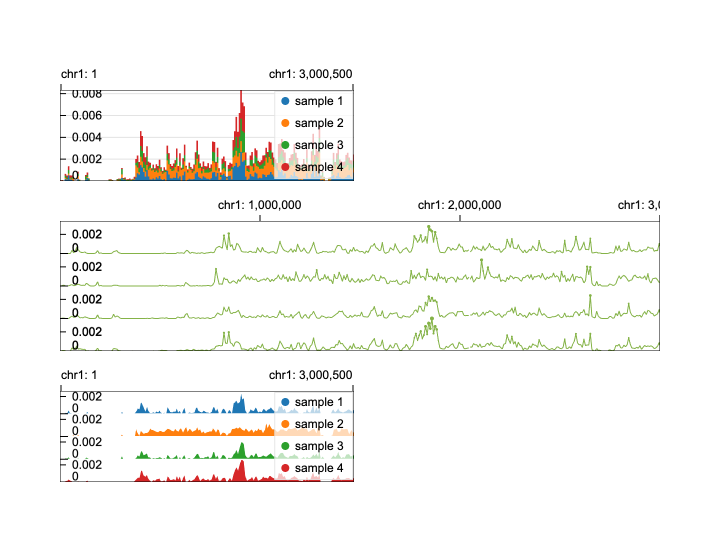 chr1: 1 chr1: 3,000,500
0.008
sample 1
0.006
sample 2
0.004
sample 3
0.002
sample 4
0
chr1: 1,000,000 chr1: 2,000,000 chr1: 3,0
0.002
0
0.002
0
0.002
0
0.002
0
chr1: 1 chr1: 3,000,500
0.002 sample 1
0
0.002 sample 2
0
0.002 sample 3
0
0.002 sample 4
0